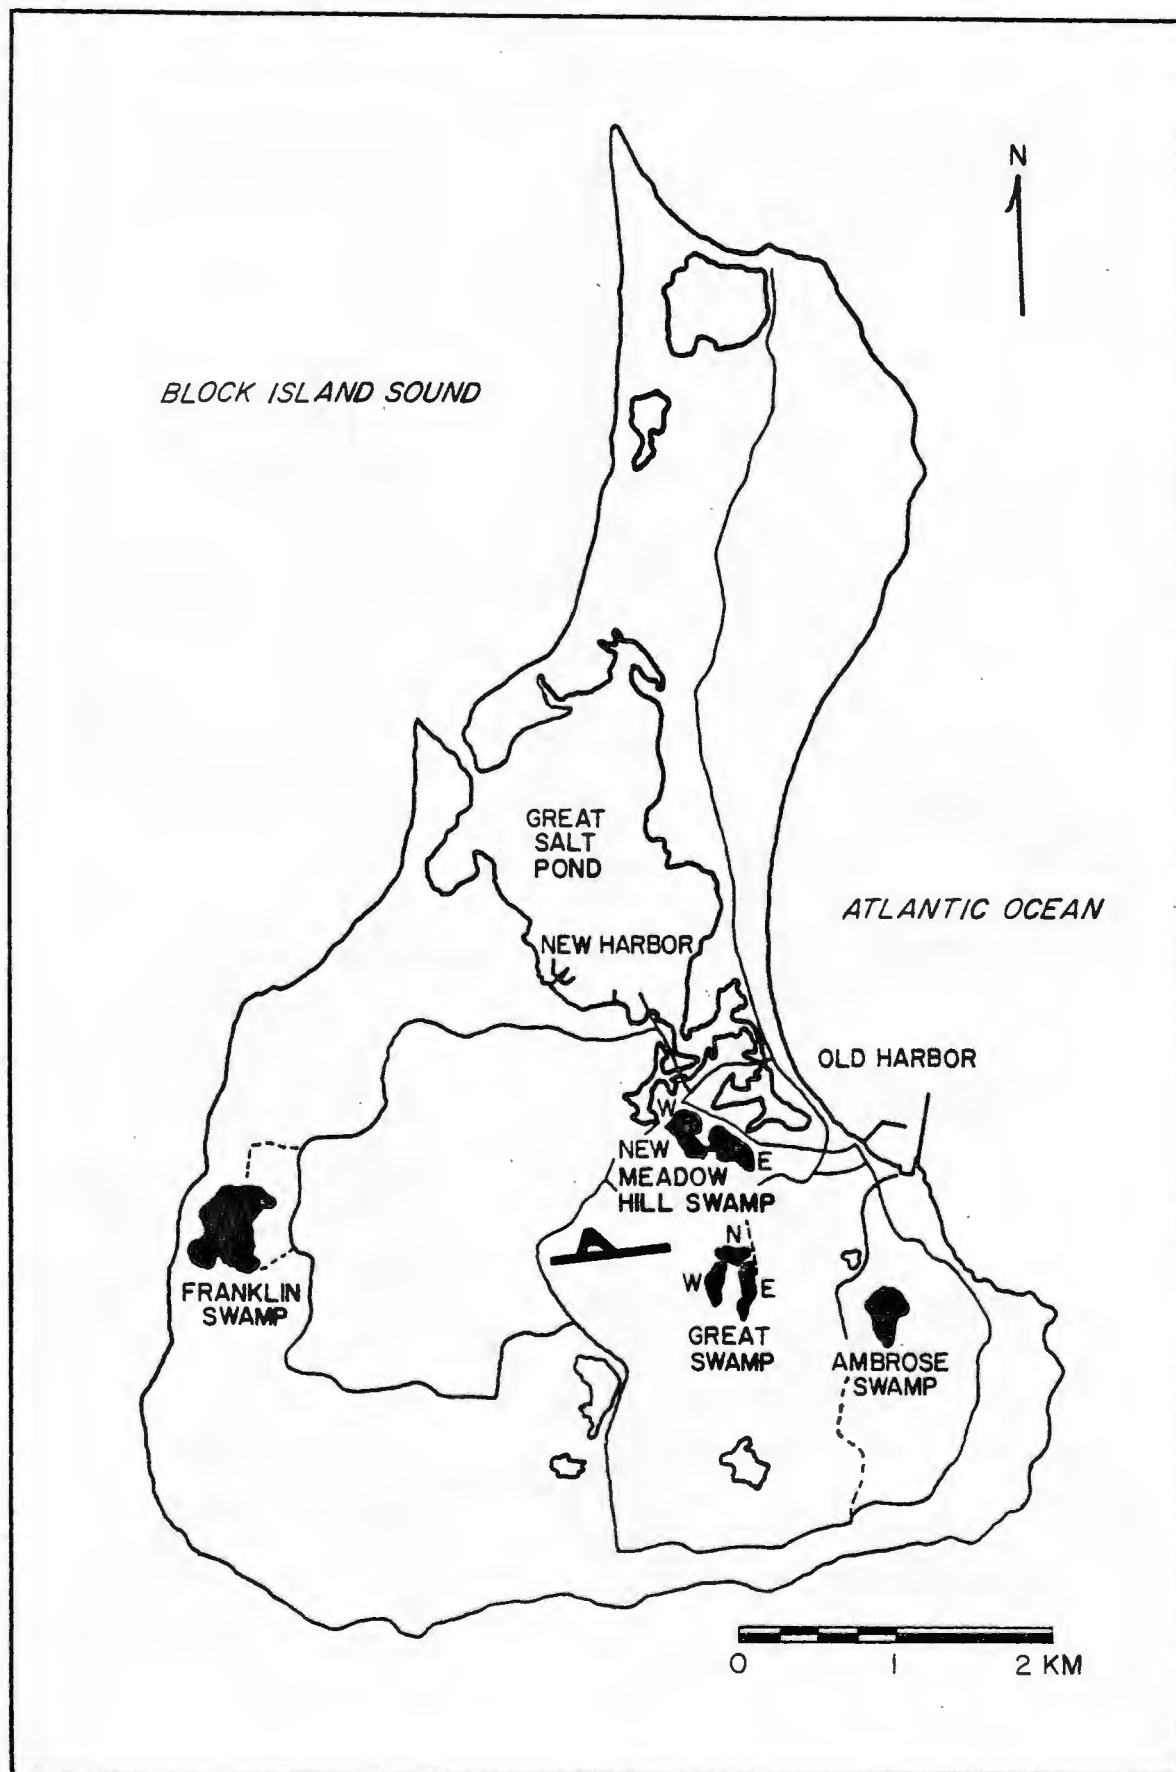 N
BLOCK ISLAND SOUND
GREAT
SALT
POND
ATLANTIC OCEAN
NEW HARBOR
OLD HARBOR
W
NEW
E
MEADOW
HILL SWAMP
N
W
E
FRANKLIN
SWAMP
GREAT
SWAMP
AMBROSE
SWAMP
0 1 2 KM